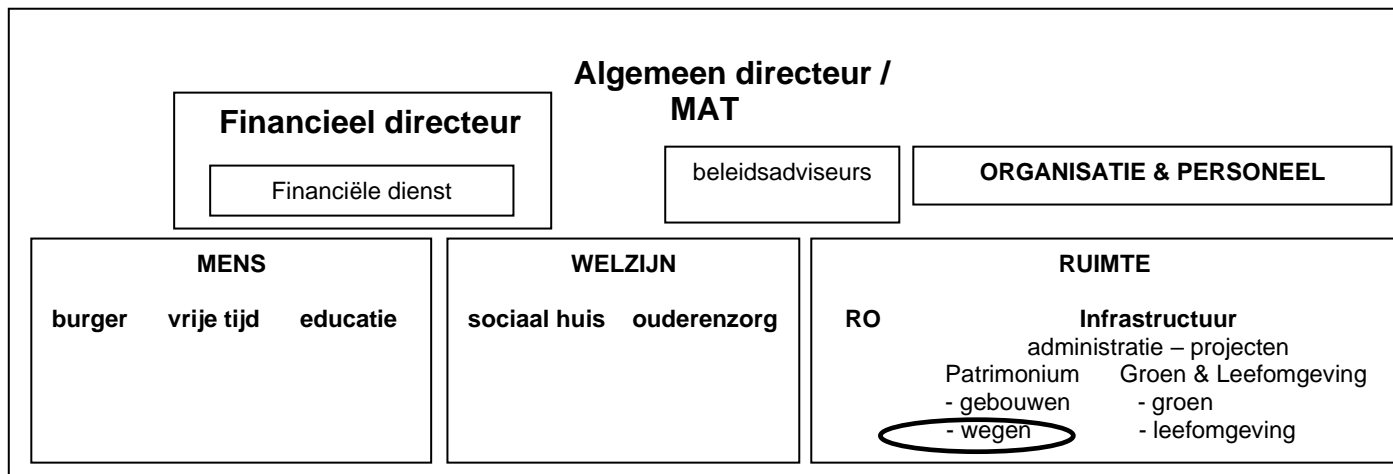 Algemeen directeur /
MAT
Financieel directeur
Financiële dienst
beleidsadviseurs
ORGANISATIE & PERSONEEL
MENS
burger vrije tijd educatie
WELZIJN
sociaal huis ouderenzorg
RUIMTE
RO Infrastructuur
administratie – projecten
Patrimonium Groen & Leefomgeving
- gebouwen - groen
- wegen - leefomgeving